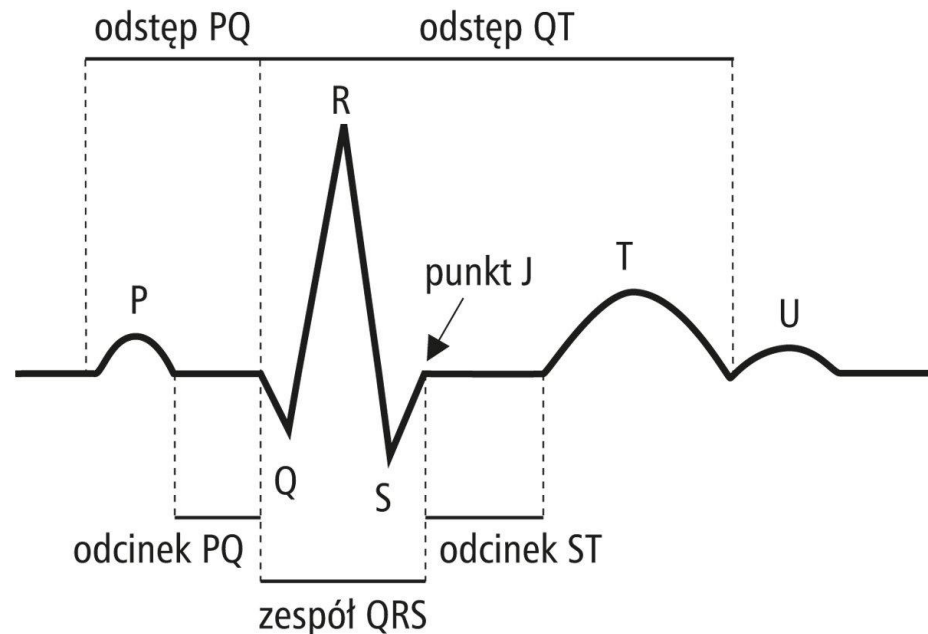 odstęp PQ
odstęp QT
R
P
punkt J
T
U
Q
S
odcinek PQ
odcinek ST
zespół QRS